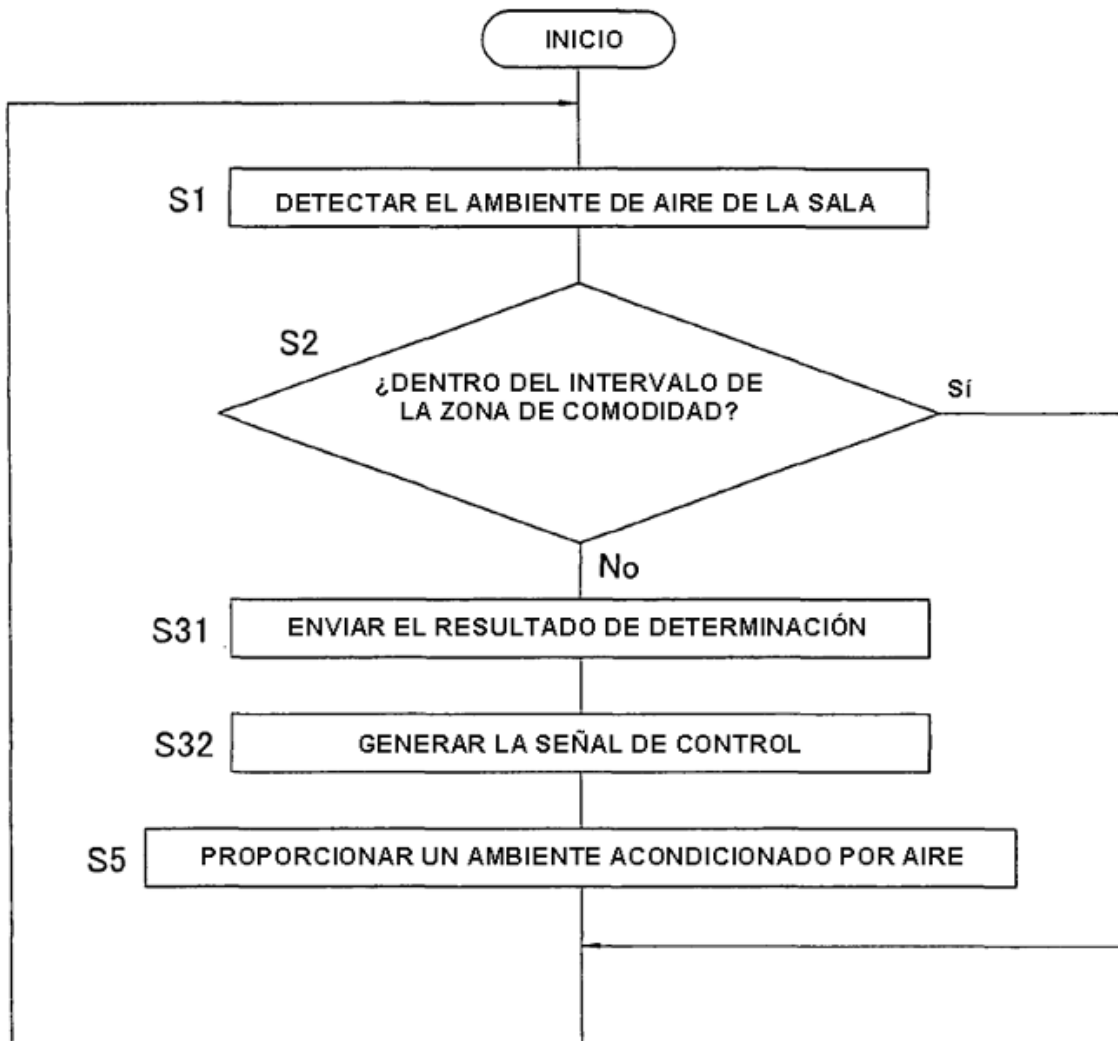 INICIO
S1
DETECTAR EL AMBIENTE DE AIRE DE LA SALA
S2
¿DENTRO DEL INTERVALO DE
LA ZONA DE COMODIDAD?
Sí
No
S31
ENVIAR EL RESULTADO DE DETERMINACIÓN
S32
GENERAR LA SEÑAL DE CONTROL
S5
PROPORCIONAR UN AMBIENTE ACONDICIONADO POR AIRE